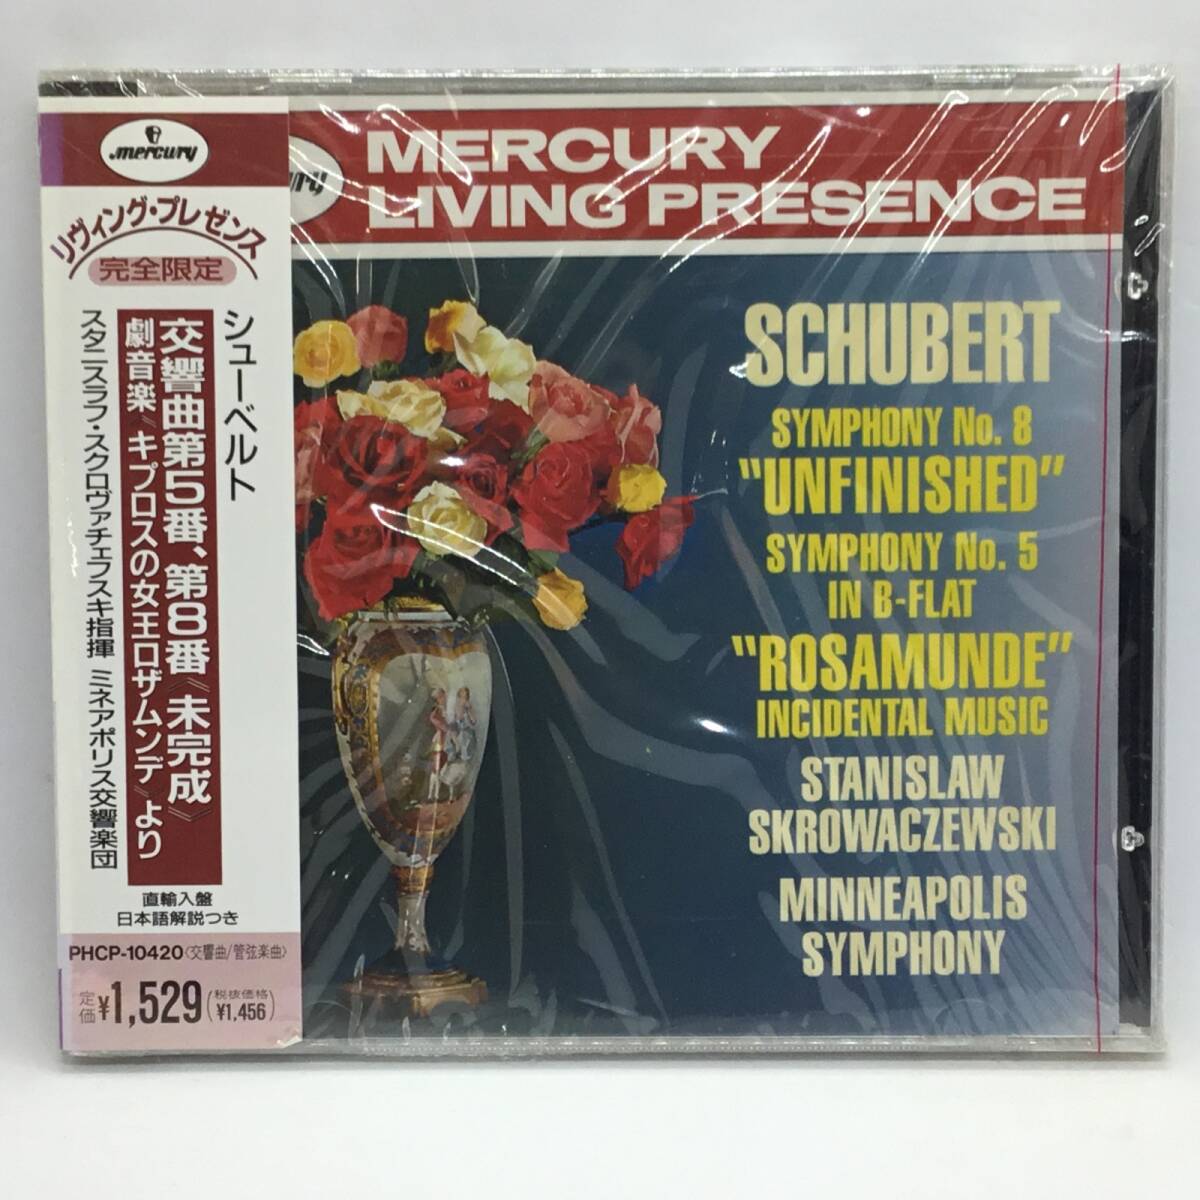 mercury
リヴィング・プレゼンス
完全限定
シューベルト
交響曲第5番、第8番《未完成》
劇音楽《キプロスの女王ロザムンデ》より
スタニスラフ・スクロヴァチェフスキ指揮 ミネアポリス交響楽団
直輸入盤
日本語解説つき
PHCP-10420〈交響曲/管弦楽曲〉
定価¥1,529(税抜価格¥1,456)
ury
MERCURY
LIVING PRESENCE
SCHUBERT
SYMPHONY No. 8
"UNFINISHED"
SYMPHONY No. 5
IN B-FLAT
"ROSAMUNDE"
INCIDENTAL MUSIC
STANISLAW
SKROWACZEWSKI
MINNEAPOLIS
SYMPHONY